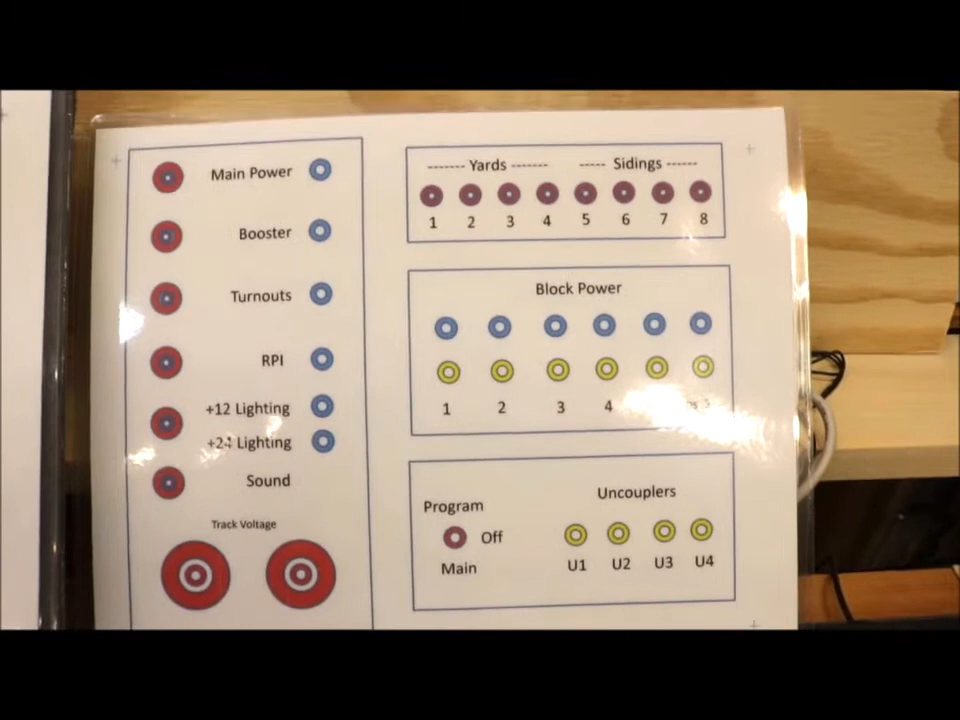 Main Power
Booster
Turnouts
RPI
+12 Lighting
+24 Lighting
Sound
Track Voltage
------- Yards ------- ----- Sidings ------
1 2 3 4 5 6 7 8
Block Power
1 2 3 4
Program
Off
Main
Uncouplers
U1 U2 U3 U4